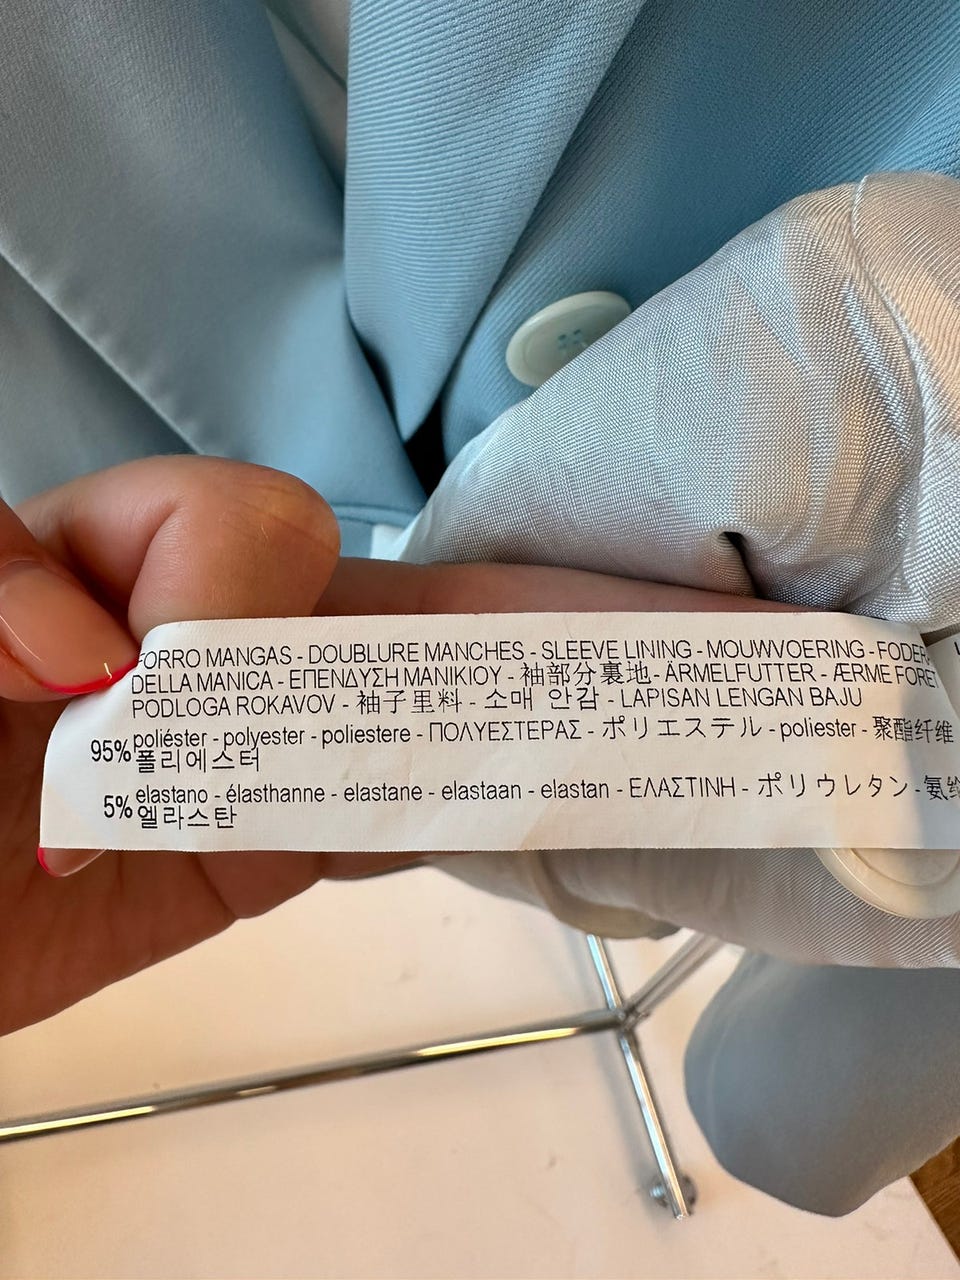 FORRO MANGAS - DOUBLURE MANCHES - SLEEVE LINING - MOUWVOERING -
DELLA MANICA - ΕΠΕΝΔΥΣΗ ΜΑΝΙΚΙΟΥ - 袖部分裏地- ÄRMELFUTTER - ÆRME FORET
PODLOGA ROKAVOV - 袖子里料 - 소매 안감 - LAPISAN LENGAN BAJU
95% poliéster - polyester - poliestere - ΠΟΛΥΕΣΤΕΡΑΣ - ポリエステル - poliester - 聚酯纤维
폴리에스터
5% elastano - élasthanne - elastane - elastaan - elastan - ΕΛΑΣΤΙΝΗ - ポリウレタン -
엘라스탄